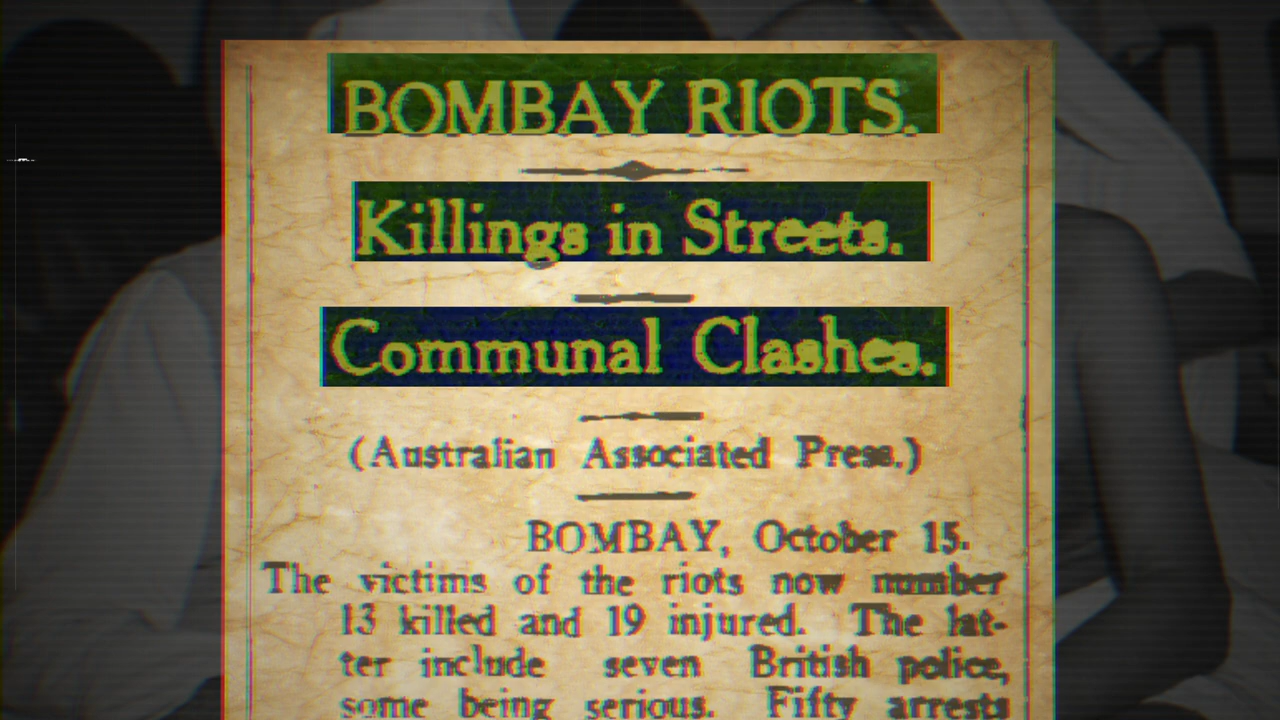 BOMBAY RIOTS.
Killings in Streets.
Communal Clashes.
(Australian Associated Press.)
BOMBAY, October 15.
The victims of the riots now number
13 killed and 19 injured. The lat-
ter include seven British police,
some being serious. Fifty arrests